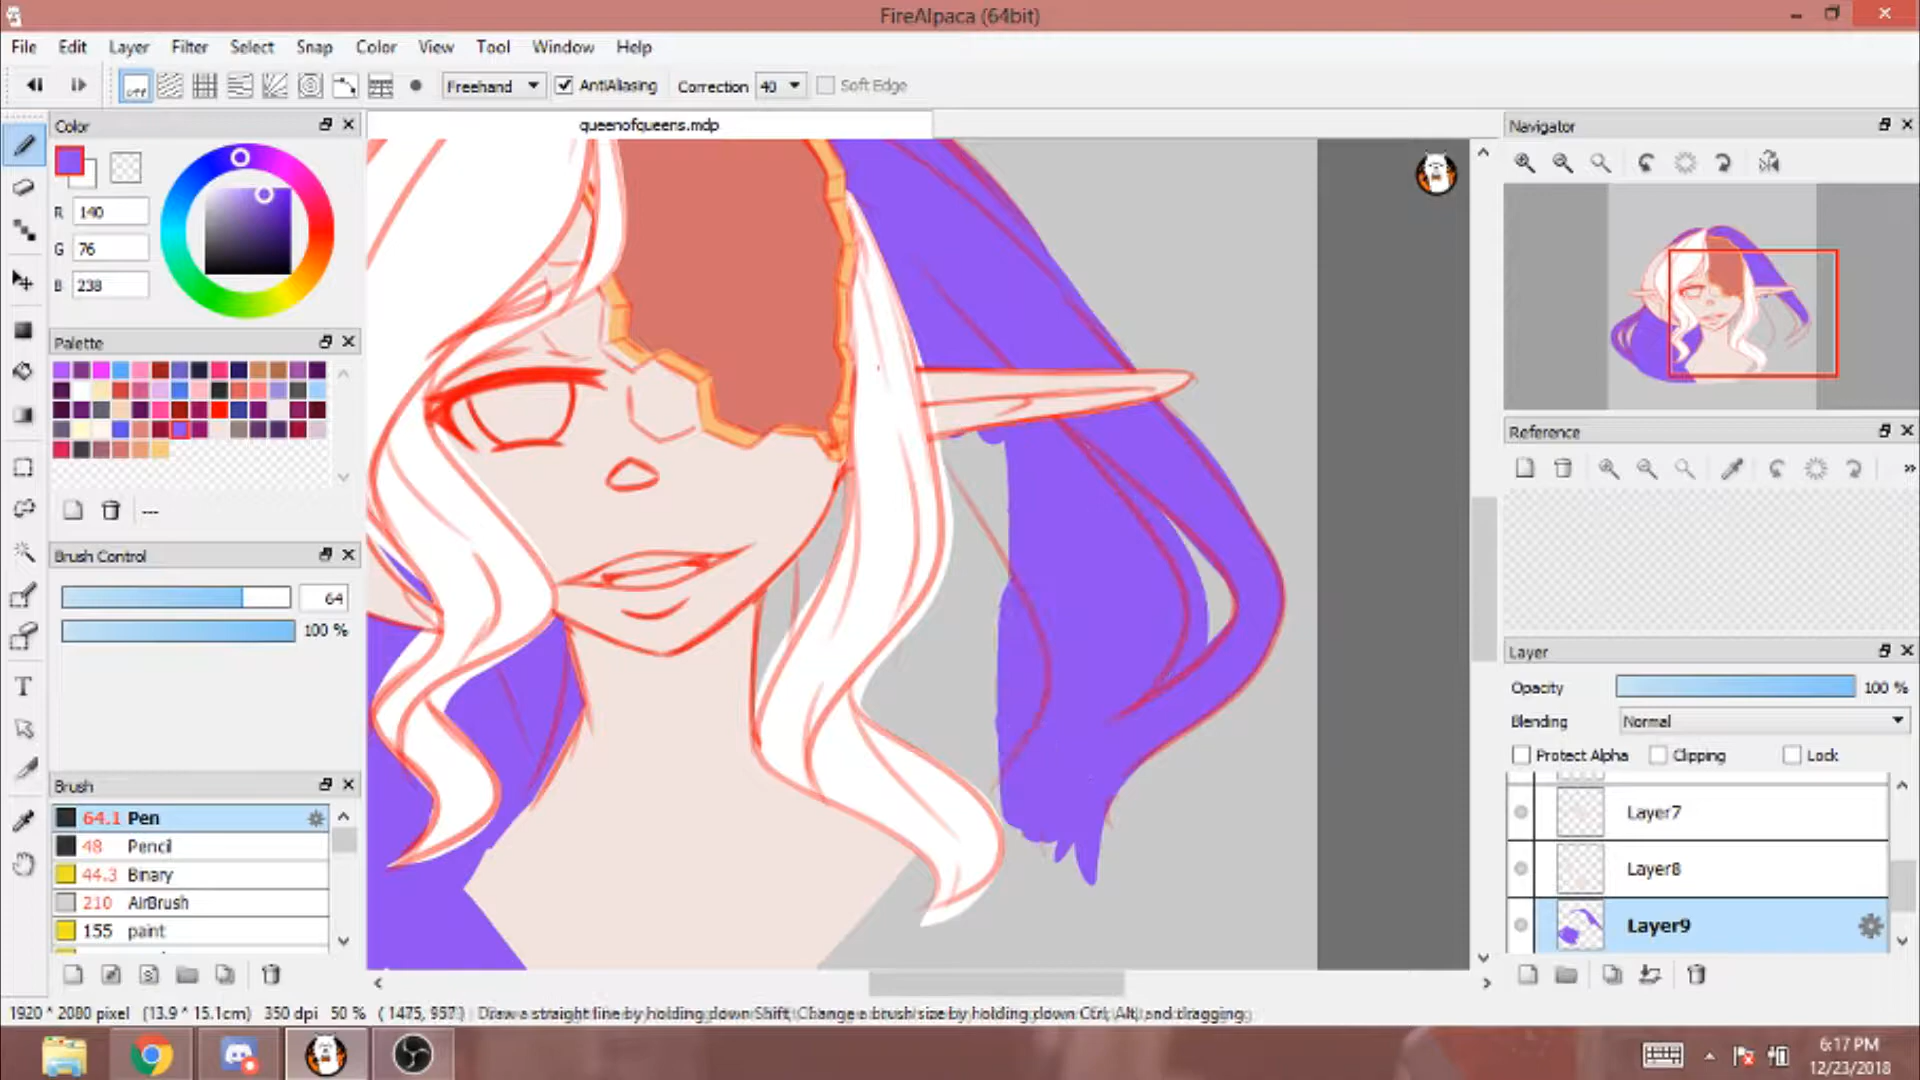 FireAlpaca (64bit)
File Edit Layer Filter Select Snap Color View Tool Window Help
OFF Freehand AntiAliasing Correction 40 Soft Edge
Color
queenofqueens.mdp
Navigator
R 140
G 76
B 238
Palette
Reference
---
Brush Control
64
100 %
Layer
Opacity 100 %
Blending Normal
Protect Alpha Clipping Lock
Brush
64.1 Pen
48 Pencil
44.3 Binary
210 AirBrush
155 paint
Layer7
Layer8
Layer9
1920 * 2080 pixel (13.9 * 15.1cm) 350 dpi 50 % ( 1475, 957) Draw a straight line by holding down Shift, Change a brush size by holding down Ctrl, Alt, and dragging.
T
6:17 PM
12/23/2018